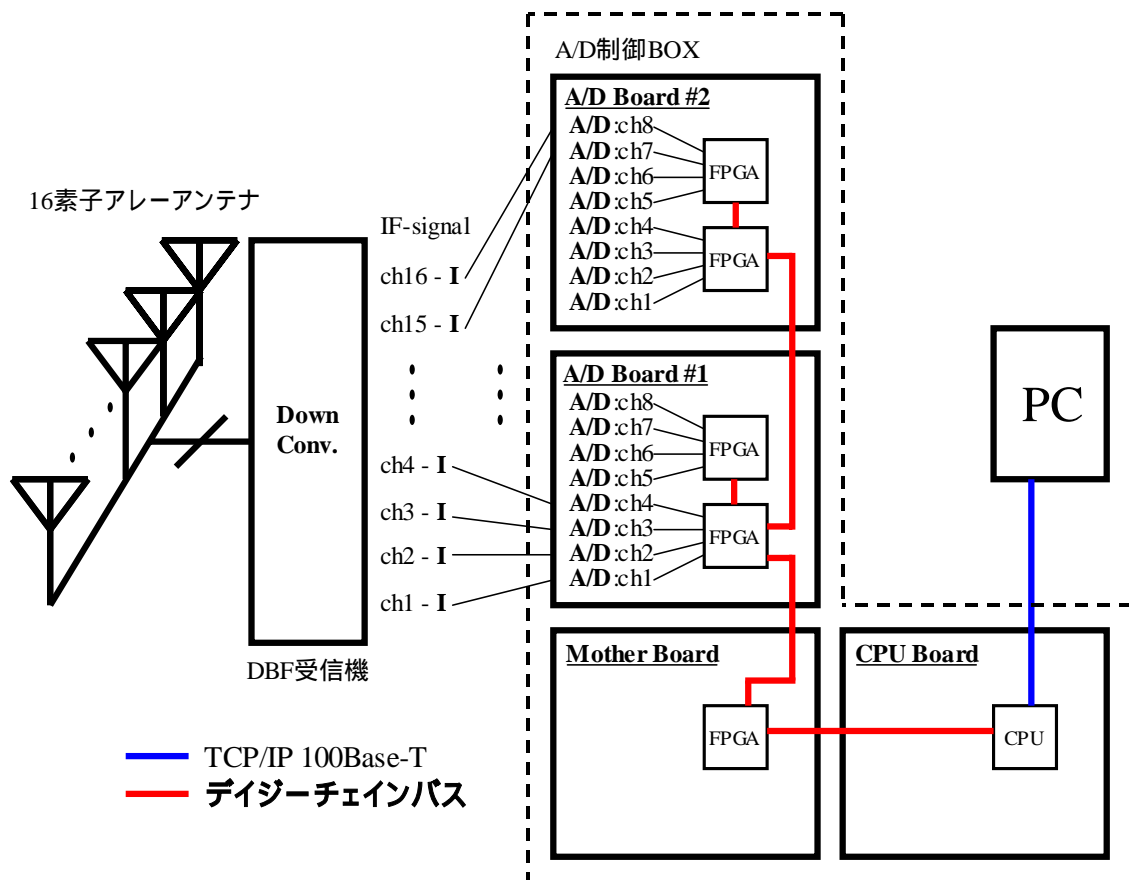 A/D制御BOX
A/D Board #2
A/D:ch8
A/D:ch7
A/D:ch6
A/D:ch5
A/D:ch4
A/D:ch3
A/D:ch2
A/D:ch1
FPGA
FPGA
16素子アレーアンテナ
IF-signal
ch16 - I
ch15 - I
ch4 - I
ch3 - I
ch2 - I
ch1 - I
Down
Conv.
DBF受信機
A/D Board #1
A/D:ch8
A/D:ch7
A/D:ch6
A/D:ch5
A/D:ch4
A/D:ch3
A/D:ch2
A/D:ch1
FPGA
FPGA
PC
Mother Board
FPGA
CPU Board
CPU
TCP/IP 100Base-T
デイジーチェインバス